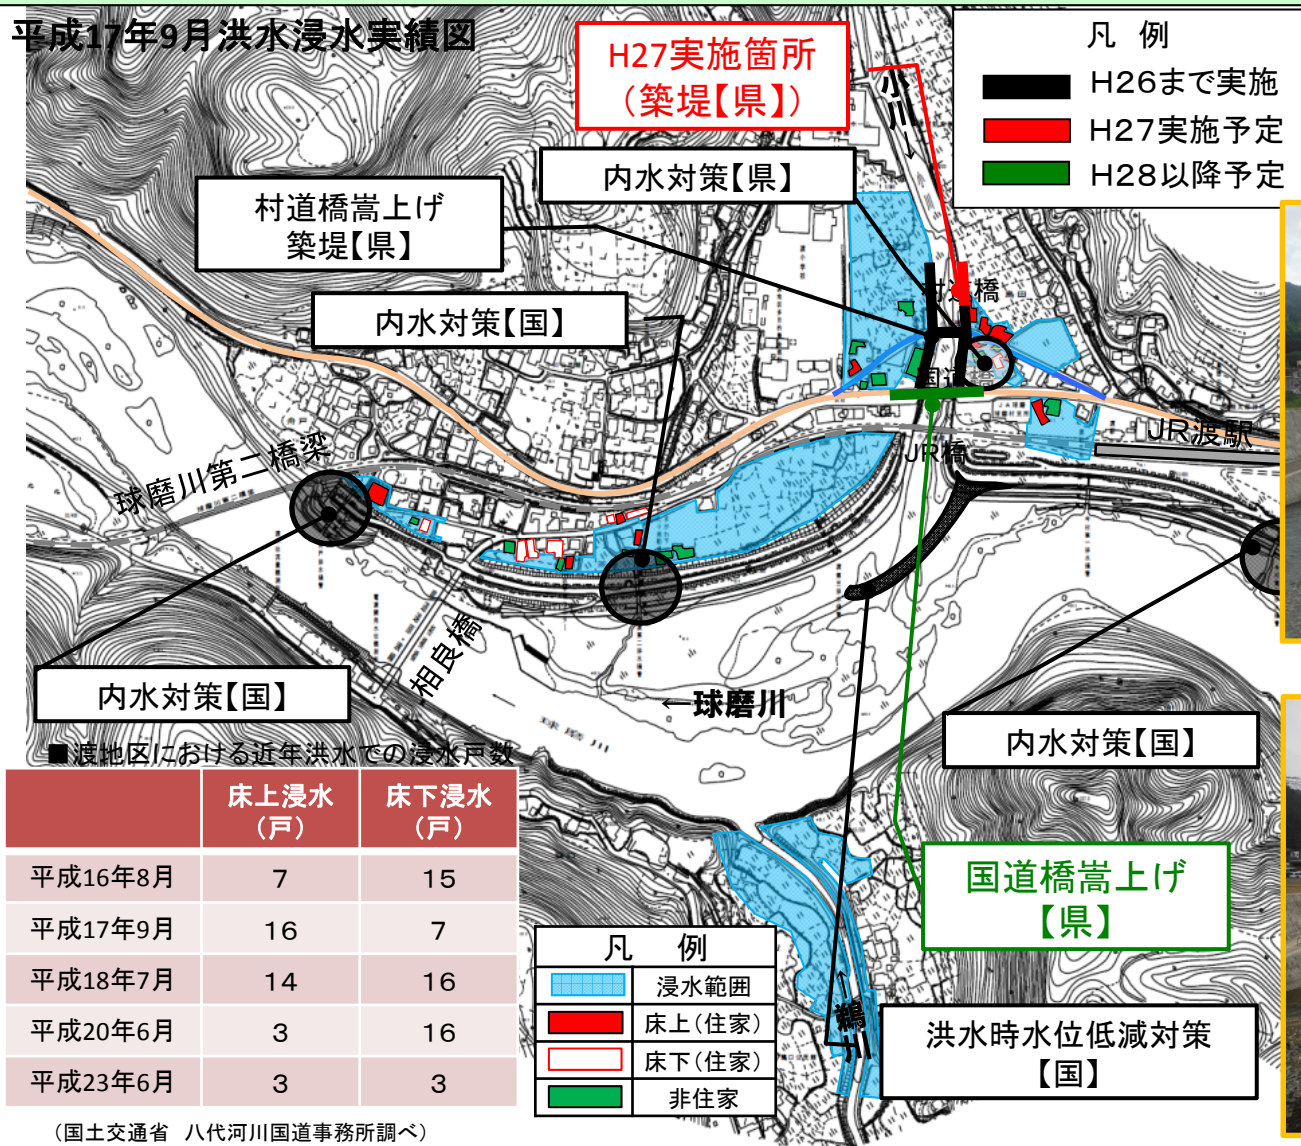 平成17年9月洪水浸水実績図
H27実施箇所
（築堤【県】）
凡 例
H26まで実施
H27実施予定
H28以降予定
小川→
内水対策【県】
村道橋嵩上げ
築堤【県】
内水対策【国】
村道橋
国道橋
JR橋
JR渡駅
球磨川第二橋梁
相良橋
内水対策【国】
←球磨川
球磨川
内水対策【国】
■渡地区における近年洪水での浸水戸数
床上浸水（戸） 床下浸水（戸）
平成16年8月 7 15
平成17年9月 16 7
平成18年7月 14 16
平成20年6月 3 16
平成23年6月 3 3
（国土交通省 八代河川国道事務所調べ）
凡 例
浸水範囲
床上（住家）
床下（住家）
非住家
←鵜川
国道橋嵩上げ
【県】
洪水時水位低減対策
【国】